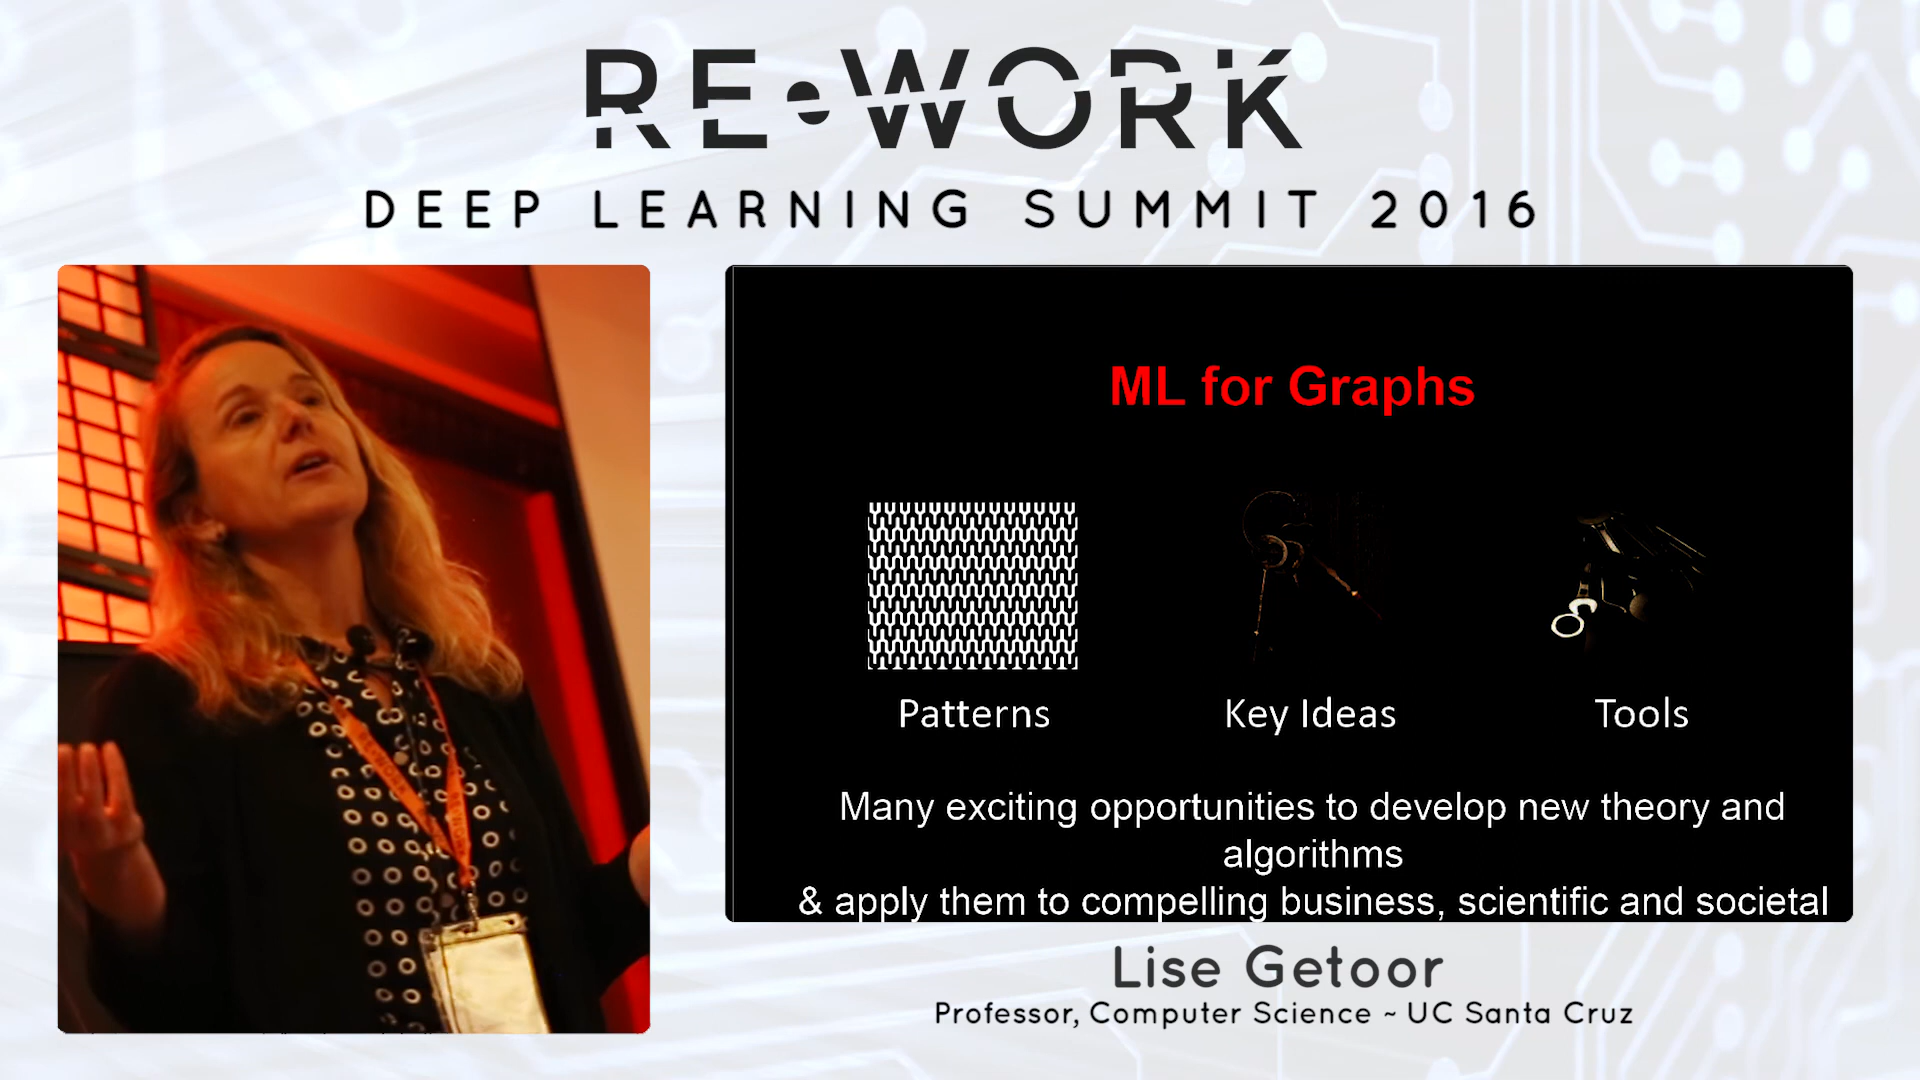 RE•WORK
DEEP LEARNING SUMMIT 2016
ML for Graphs
Patterns
Key Ideas
Tools
Many exciting opportunities to develop new theory and
algorithms
& apply them to compelling business, scientific and societal
Lise Getoor
Professor, Computer Science ~ UC Santa Cruz